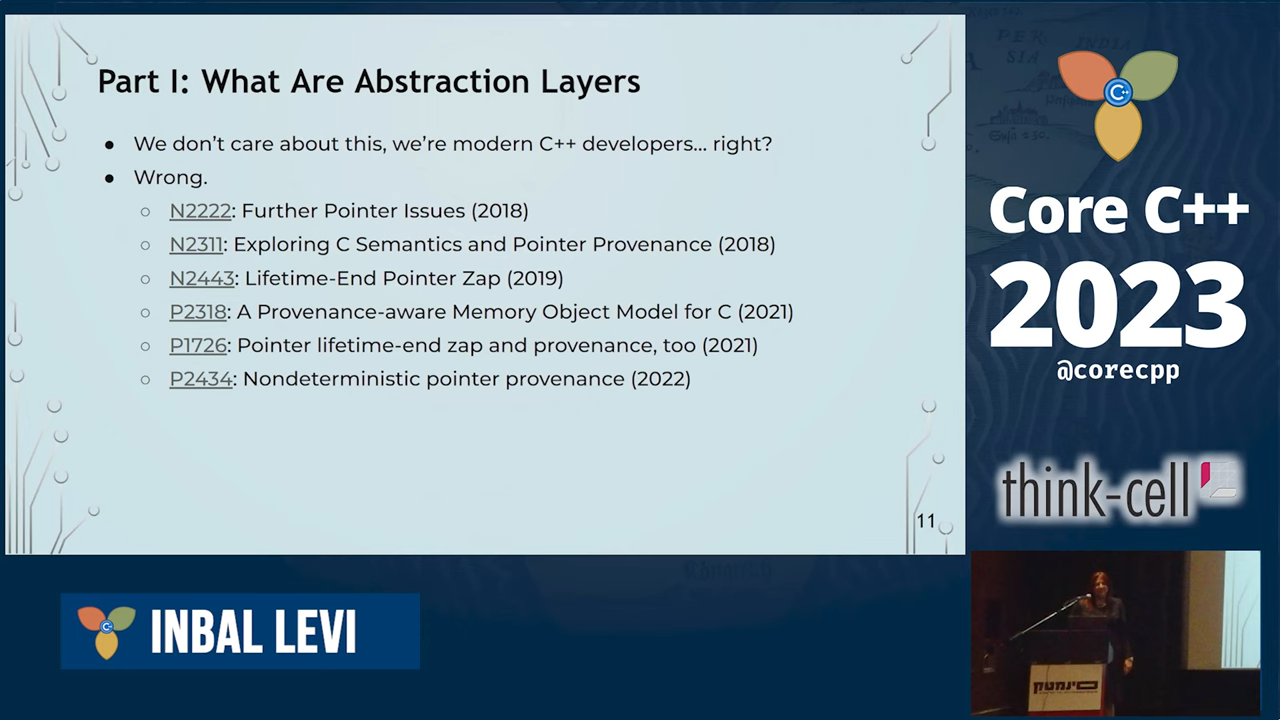 Part I: What Are Abstraction Layers
● We don't care about this, we're modern C++ developers... right?
● Wrong.
○ N2222: Further Pointer Issues (2018)
○ N2311: Exploring C Semantics and Pointer Provenance (2018)
○ N2443: Lifetime-End Pointer Zap (2019)
○ P2318: A Provenance-aware Memory Object Model for C (2021)
○ P1726: Pointer lifetime-end zap and provenance, too (2021)
○ P2434: Nondeterministic pointer provenance (2022)
11
C++
Core C++
2023
@corecpp
think-cell
C++
INBAL LEVI
סינמטק